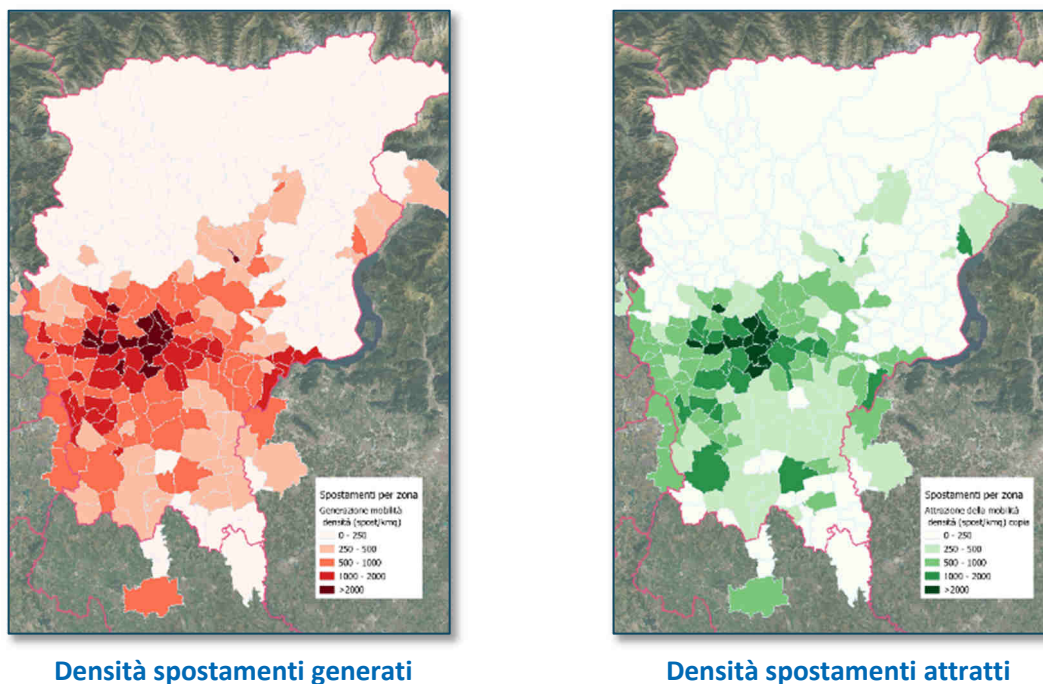 Spostamenti per zona
Generazione mobilità
densità (spost/kmq)
0 - 250
250 - 500
500 - 1000
1000 - 2000
>2000
Spostamenti per zona
Attrazione della mobilità
densità (spost/kmq) copia
0 - 250
250 - 500
500 - 1000
1000 - 2000
>2000
Densità spostamenti generati
Densità spostamenti attratti